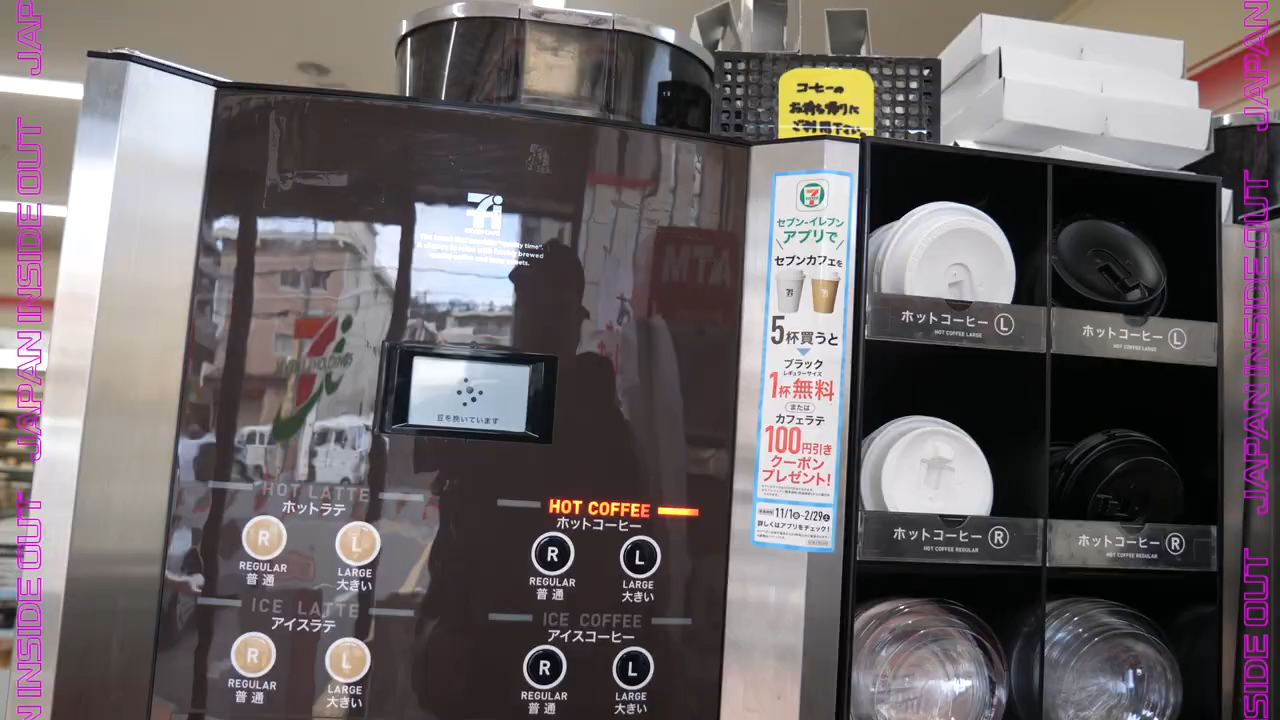 JAPAN INSIDE OUT
コーヒーの
お持ち帰りに
ご利用下さい。
セブン-イレブン
アプリで
セブンカフェを
5杯買うと
ブラック
レギュラーサイズ
1杯無料
または
カフェラテ
100円引き
クーポン
プレゼント!
11/1㊌~2/29㊍
詳しくはアプリをチェック!
豆を挽いています
HOT LATTE
ホットラテ
R
L
REGULAR
普通
LARGE
大きい
HOT COFFEE
ホットコーヒー
R
L
REGULAR
普通
LARGE
大きい
ICE LATTE
アイスラテ
R
L
REGULAR
普通
LARGE
大きい
ICE COFFEE
アイスコーヒー
R
L
REGULAR
普通
LARGE
大きい
ホットコーヒー L
HOT COFFEE LARGE
ホットコーヒー L
HOT COFFEE LARGE
ホットコーヒー R
HOT COFFEE REGULAR
ホットコーヒー R
HOT COFFEE REGULAR
JAPAN INSIDE OUT